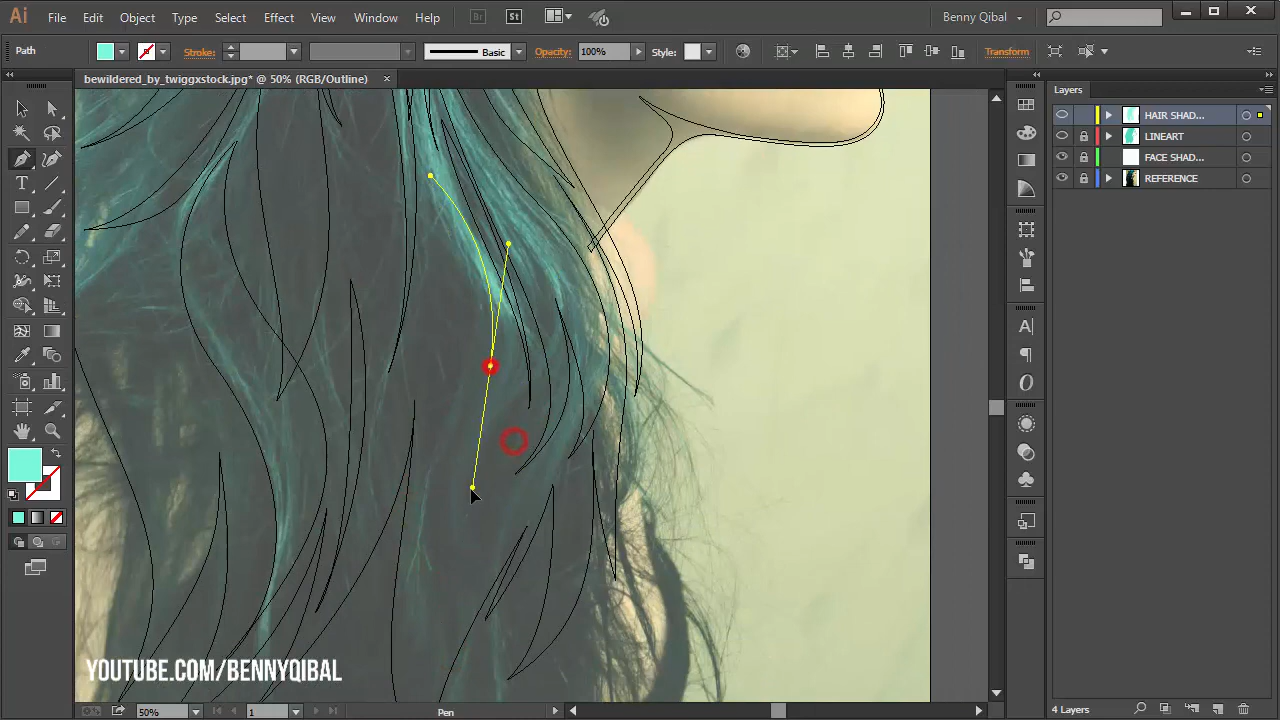 Ai File Edit Object Type Select Effect View Window Help Br St Benny Qibal
Path Stroke: Basic Opacity: 100% Style: Transform
bewildered_by_twiggxstock.jpg* @ 50% (RGB/Outline) ×
Layers
HAIR SHAD...
LINEART
FACE SHAD...
REFERENCE
YOUTUBE.COM/BENNYQIBAL
50% 1 Pen
4 Layers